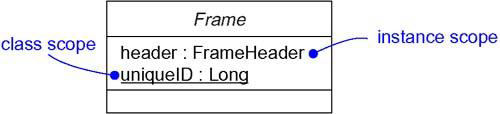 Frame
header : FrameHeader
instance scope
class scope
uniqueID : Long